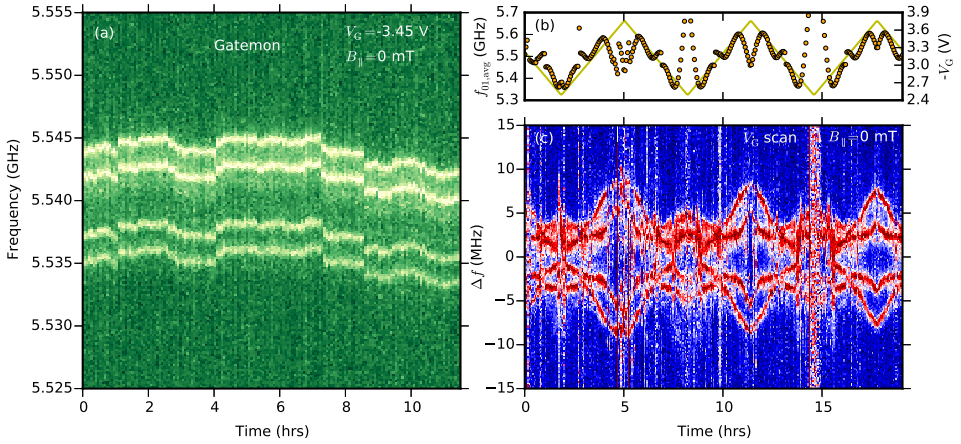 (a)
Gatemon
V_G=-3.45 V
B_∥=0 mT
Frequency (GHz)
5.555
5.550
5.545
5.540
5.535
5.530
5.525
0
2
4
6
8
10
Time (hrs)
(b)
f_01,avg (GHz)
5.7
5.6
5.5
5.4
5.3
3.9
3.6
3.3
3.0
2.7
2.4
-V_G (V)
(c)
V_G scan
B_∥=0 mT
Δf (MHz)
15
10
5
0
−5
−10
−15
0
5
10
15
Time (hrs)